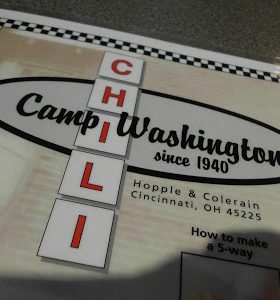 CHILI
Camp Washington
since 1940
Hopple & Colerain
Cincinnati, OH 45225
How to make
a 5-way